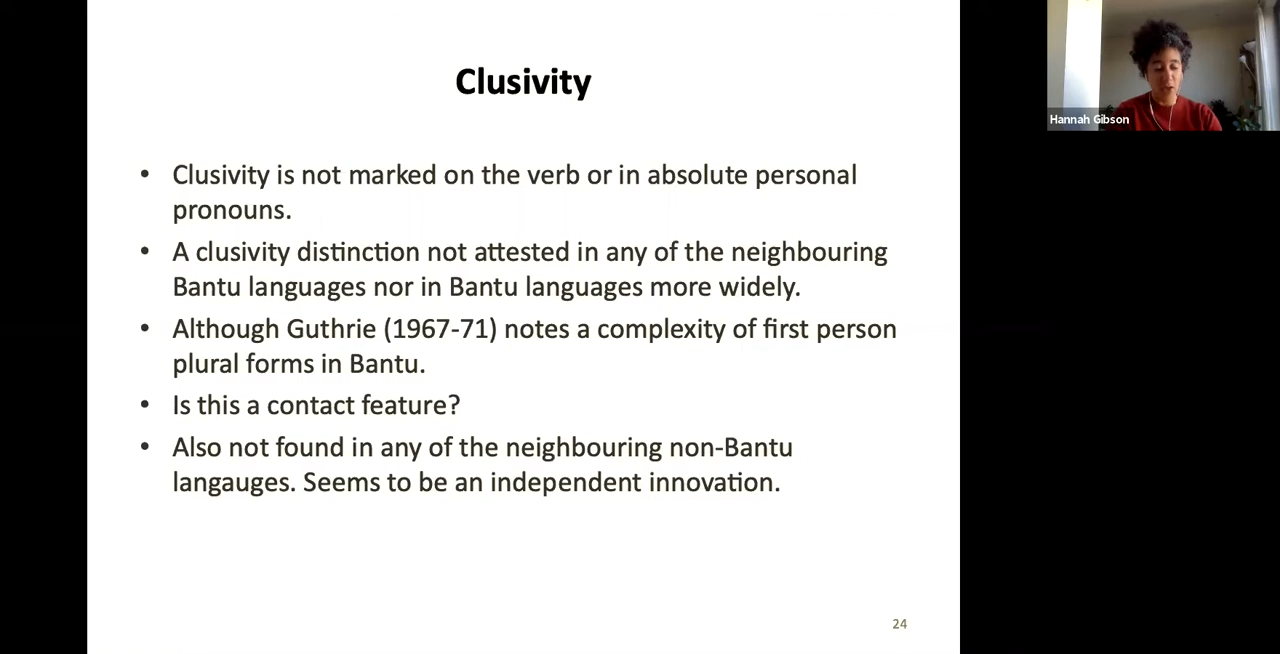 Clusivity
• Clusivity is not marked on the verb or in absolute personal
pronouns.
• A clusivity distinction not attested in any of the neighbouring
Bantu languages nor in Bantu languages more widely.
• Although Guthrie (1967-71) notes a complexity of first person
plural forms in Bantu.
• Is this a contact feature?
• Also not found in any of the neighbouring non-Bantu
langauges. Seems to be an independent innovation.
24
Hannah Gibson